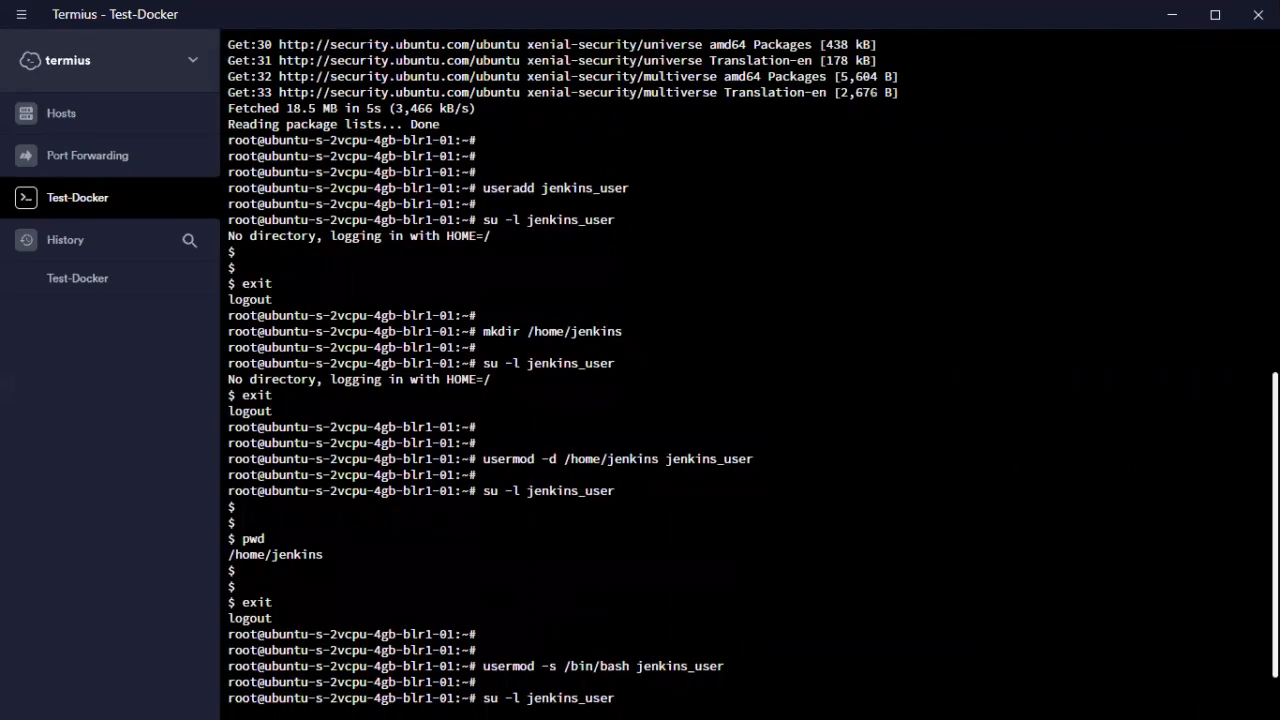 Termius - Test-Docker
termius
Hosts
Port Forwarding
Test-Docker
History
Test-Docker
Get:30 http://security.ubuntu.com/ubuntu xenial-security/universe amd64 Packages [438 kB]
Get:31 http://security.ubuntu.com/ubuntu xenial-security/universe Translation-en [178 kB]
Get:32 http://security.ubuntu.com/ubuntu xenial-security/multiverse amd64 Packages [5,604 B]
Get:33 http://security.ubuntu.com/ubuntu xenial-security/multiverse Translation-en [2,676 B]
Fetched 18.5 MB in 5s (3,466 kB/s)
Reading package lists... Done
root@ubuntu-s-2vcpu-4gb-blr1-01:~#
root@ubuntu-s-2vcpu-4gb-blr1-01:~#
root@ubuntu-s-2vcpu-4gb-blr1-01:~#
root@ubuntu-s-2vcpu-4gb-blr1-01:~# useradd jenkins_user
root@ubuntu-s-2vcpu-4gb-blr1-01:~#
root@ubuntu-s-2vcpu-4gb-blr1-01:~# su -l jenkins_user
No directory, logging in with HOME=/
$
$
$ exit
logout
root@ubuntu-s-2vcpu-4gb-blr1-01:~#
root@ubuntu-s-2vcpu-4gb-blr1-01:~# mkdir /home/jenkins
root@ubuntu-s-2vcpu-4gb-blr1-01:~#
root@ubuntu-s-2vcpu-4gb-blr1-01:~# su -l jenkins_user
No directory, logging in with HOME=/
$ exit
logout
root@ubuntu-s-2vcpu-4gb-blr1-01:~#
root@ubuntu-s-2vcpu-4gb-blr1-01:~#
root@ubuntu-s-2vcpu-4gb-blr1-01:~# usermod -d /home/jenkins jenkins_user
root@ubuntu-s-2vcpu-4gb-blr1-01:~#
root@ubuntu-s-2vcpu-4gb-blr1-01:~# su -l jenkins_user
$
$
$ pwd
/home/jenkins
$
$
$ exit
logout
root@ubuntu-s-2vcpu-4gb-blr1-01:~#
root@ubuntu-s-2vcpu-4gb-blr1-01:~#
root@ubuntu-s-2vcpu-4gb-blr1-01:~# usermod -s /bin/bash jenkins_user
root@ubuntu-s-2vcpu-4gb-blr1-01:~#
root@ubuntu-s-2vcpu-4gb-blr1-01:~# su -l jenkins_user